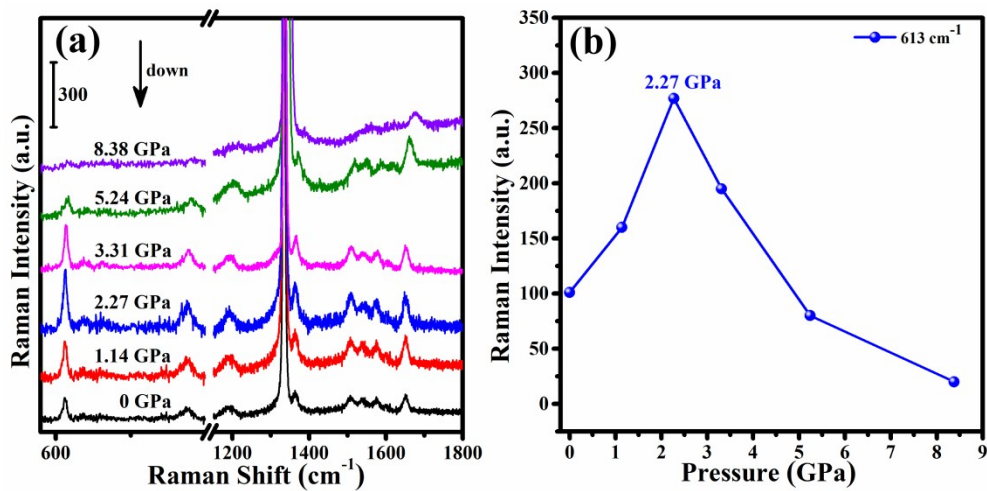 (a)
down
300
8.38 GPa
5.24 GPa
3.31 GPa
2.27 GPa
1.14 GPa
0 GPa
Raman Intensity (a.u.)
600 1200 1400 1600 1800
Raman Shift (cm⁻¹)
(b)
613 cm⁻¹
2.27 GPa
Raman Intensity (a.u.)
350
300
250
200
150
100
50
0
0 1 2 3 4 5 6 7 8 9
Pressure (GPa)